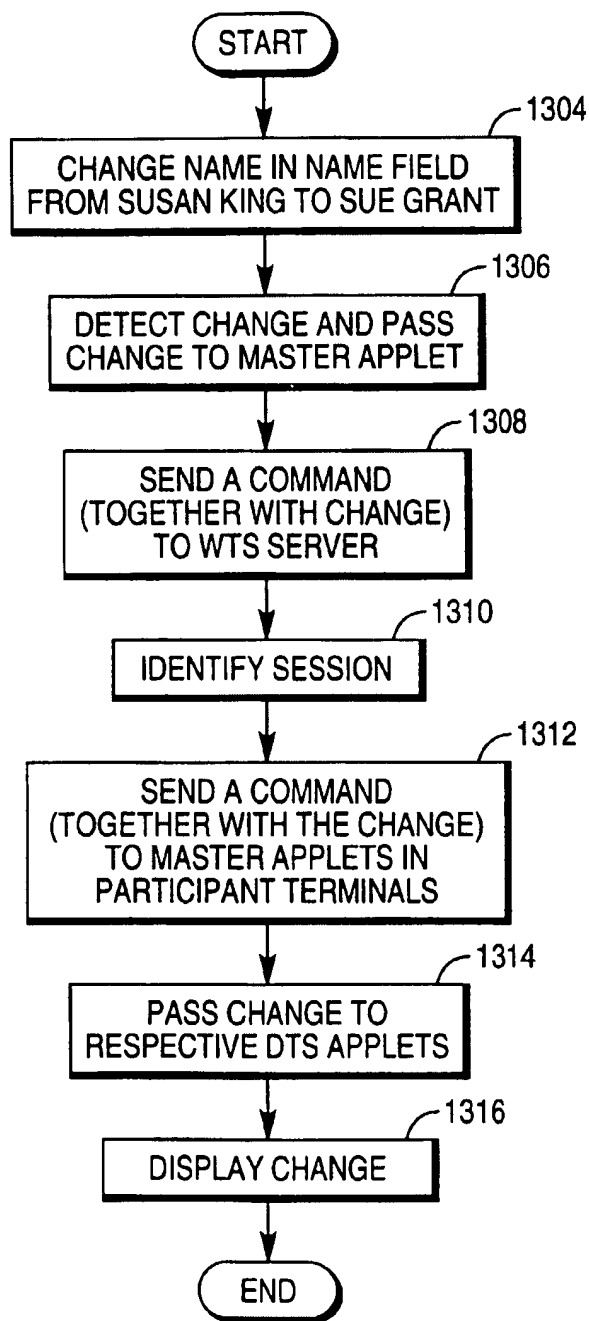 START
1304
CHANGE NAME IN NAME FIELD
FROM SUSAN KING TO SUE GRANT
1306
DETECT CHANGE AND PASS
CHANGE TO MASTER APPLET
1308
SEND A COMMAND
(TOGETHER WITH CHANGE)
TO WTS SERVER
1310
IDENTIFY SESSION
1312
SEND A COMMAND
(TOGETHER WITH THE CHANGE)
TO MASTER APPLETS IN
PARTICIPANT TERMINALS
1314
PASS CHANGE TO
RESPECTIVE DTS APPLETS
1316
DISPLAY CHANGE
END